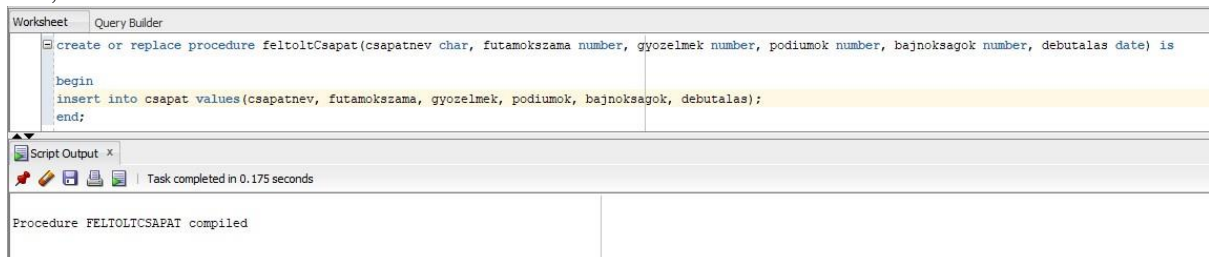 Worksheet Query Builder
create or replace procedure feltoltCsapat(csapatnev char, futamokszama number, gyozelmek number, podiumok number, bajnoksagok number, debutalas date) is
begin
insert into csapat values(csapatnev, futamokszama, gyozelmek, podiumok, bajnoksagok, debutalas);
end;
Script Output x
Task completed in 0.175 seconds
Procedure FELTOLTCSAPAT compiled